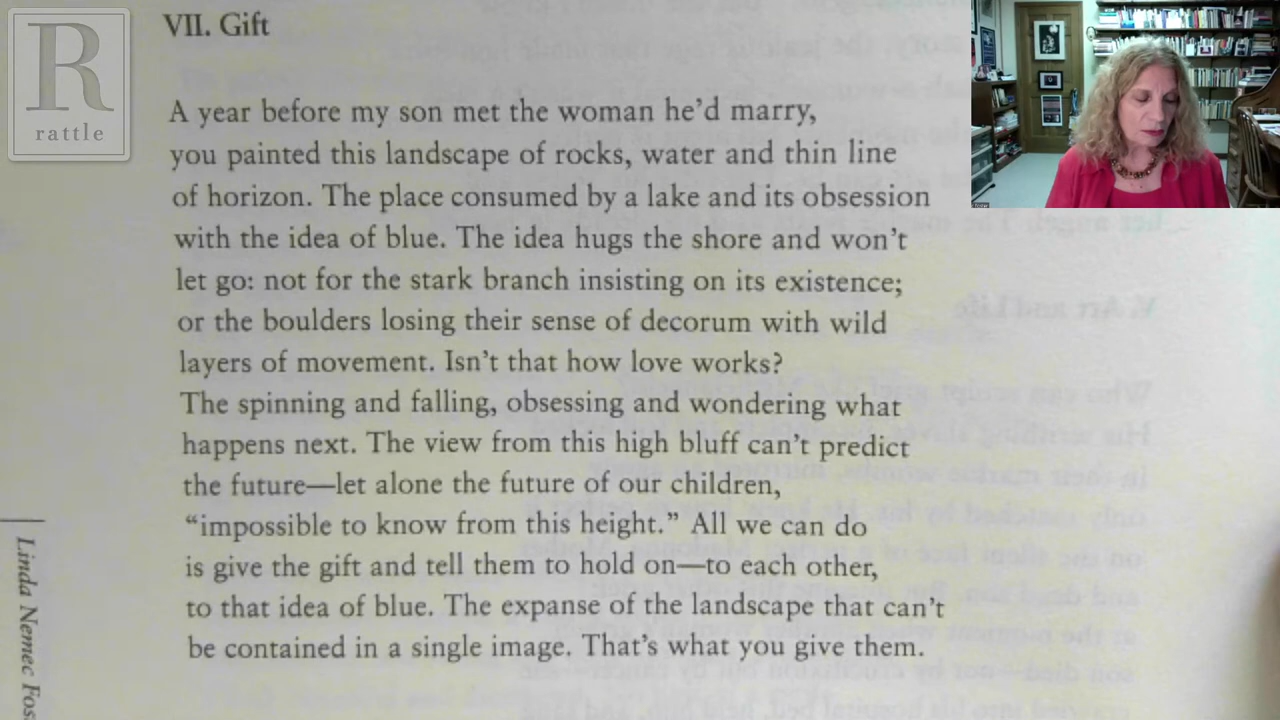 R
rattle
VII. Gift
A year before my son met the woman he'd marry,
you painted this landscape of rocks, water and thin line
of horizon. The place consumed by a lake and its obsession
with the idea of blue. The idea hugs the shore and won't
let go: not for the stark branch insisting on its existence;
or the boulders losing their sense of decorum with wild
layers of movement. Isn't that how love works?
The spinning and falling, obsessing and wondering what
happens next. The view from this high bluff can't predict
the future—let alone the future of our children,
“impossible to know from this height.” All we can do
is give the gift and tell them to hold on—to each other,
to that idea of blue. The expanse of the landscape that can't
be contained in a single image. That's what you give them.
Linda Nemec